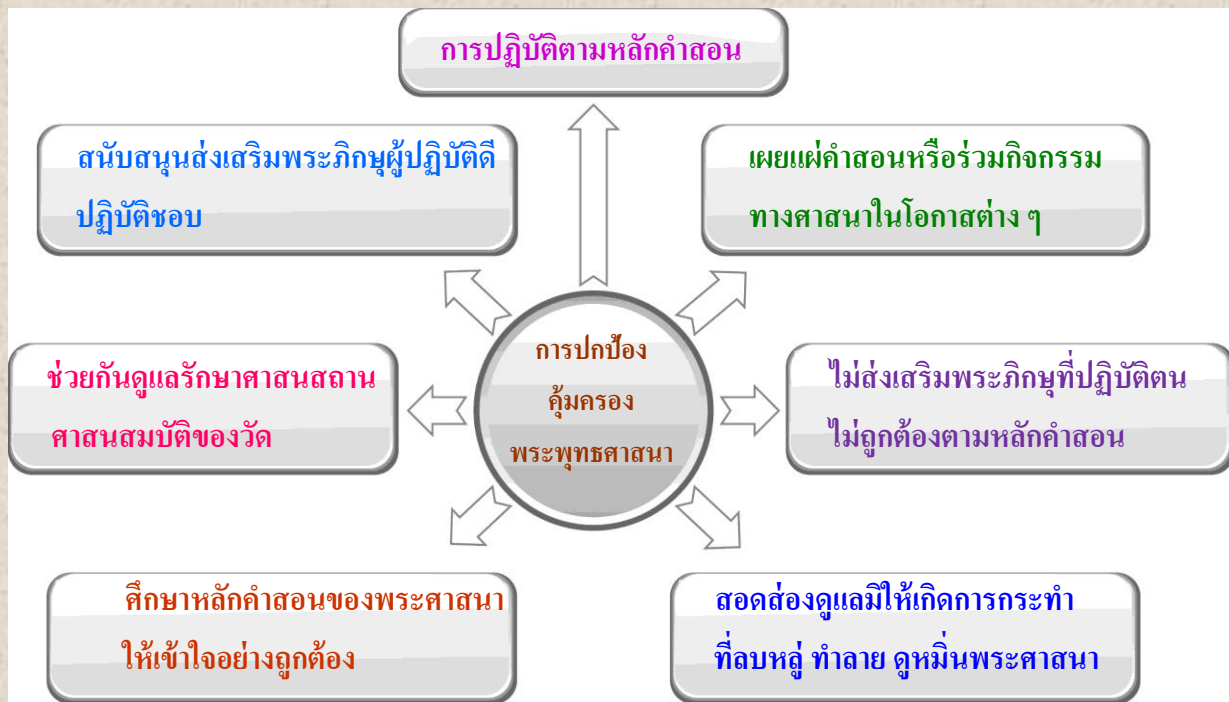 การปฏิบัติตามหลักคำสอน
สนับสนุนส่งเสริมพระภิกษุผู้ปฏิบัติดี
ปฏิบัติชอบ
เผยแผ่คำสอนหรือร่วมกิจกรรม
ทางศาสนาในโอกาสต่าง ๆ
การปกป้อง
คุ้มครอง
พระพุทธศาสนา
ช่วยกันดูแลรักษาศาสนสถาน
ศาสนสมบัติของวัด
ไม่ส่งเสริมพระภิกษุที่ปฏิบัติตน
ไม่ถูกต้องตามหลักคำสอน
ศึกษาหลักคำสอนของพระศาสนา
ให้เข้าใจอย่างถูกต้อง
สอดส่องดูแลมิให้เกิดการกระทำ
ที่ลบหลู่ ทำลาย ดูหมิ่นพระศาสนา